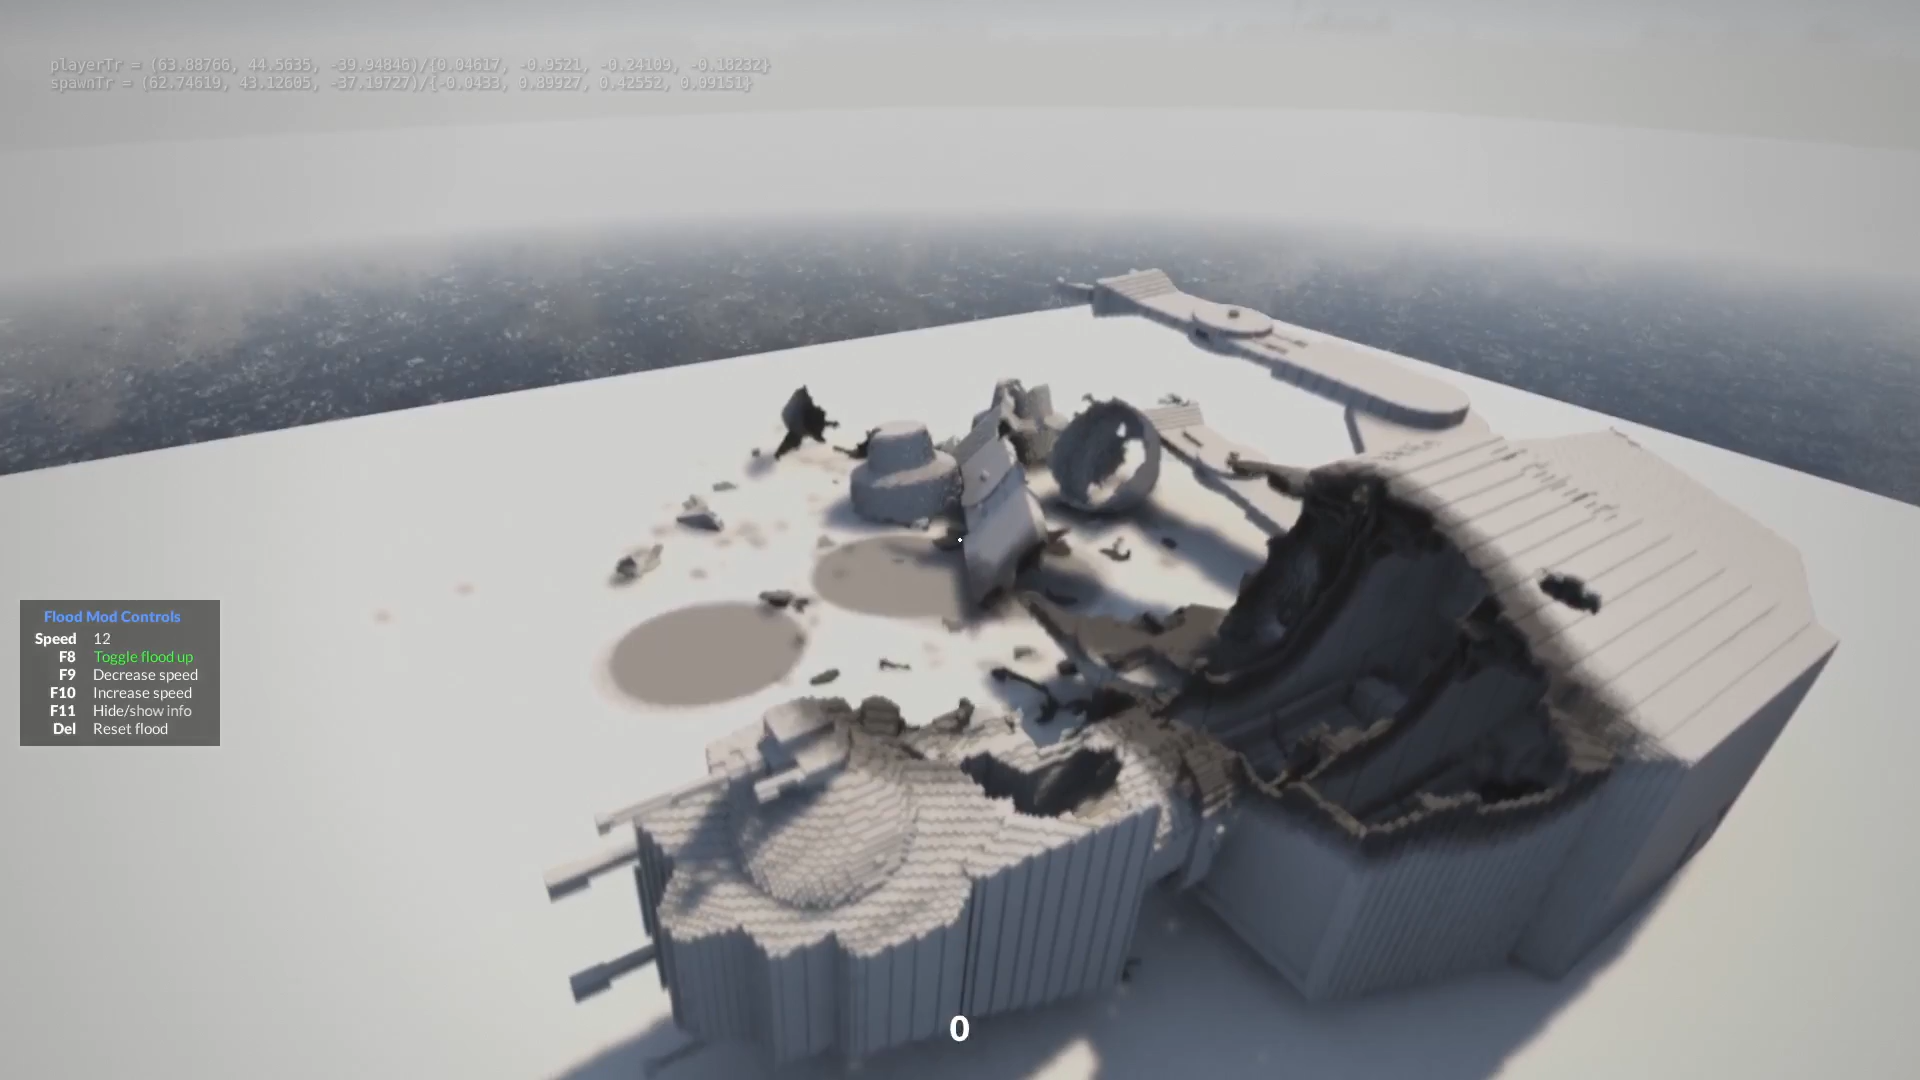 playerTr = (63.88766, 44.5635, -39.94846)/{0.04617, -0.9521, -0.24109, -0.18232}
spawnTr = (62.74619, 43.12605, -37.19727)/{-0.0433, 0.89927, 0.42552, 0.09151}
Flood Mod Controls
Speed 12
F8 Toggle flood up
F9 Decrease speed
F10 Increase speed
F11 Hide/show info
Del Reset flood
0